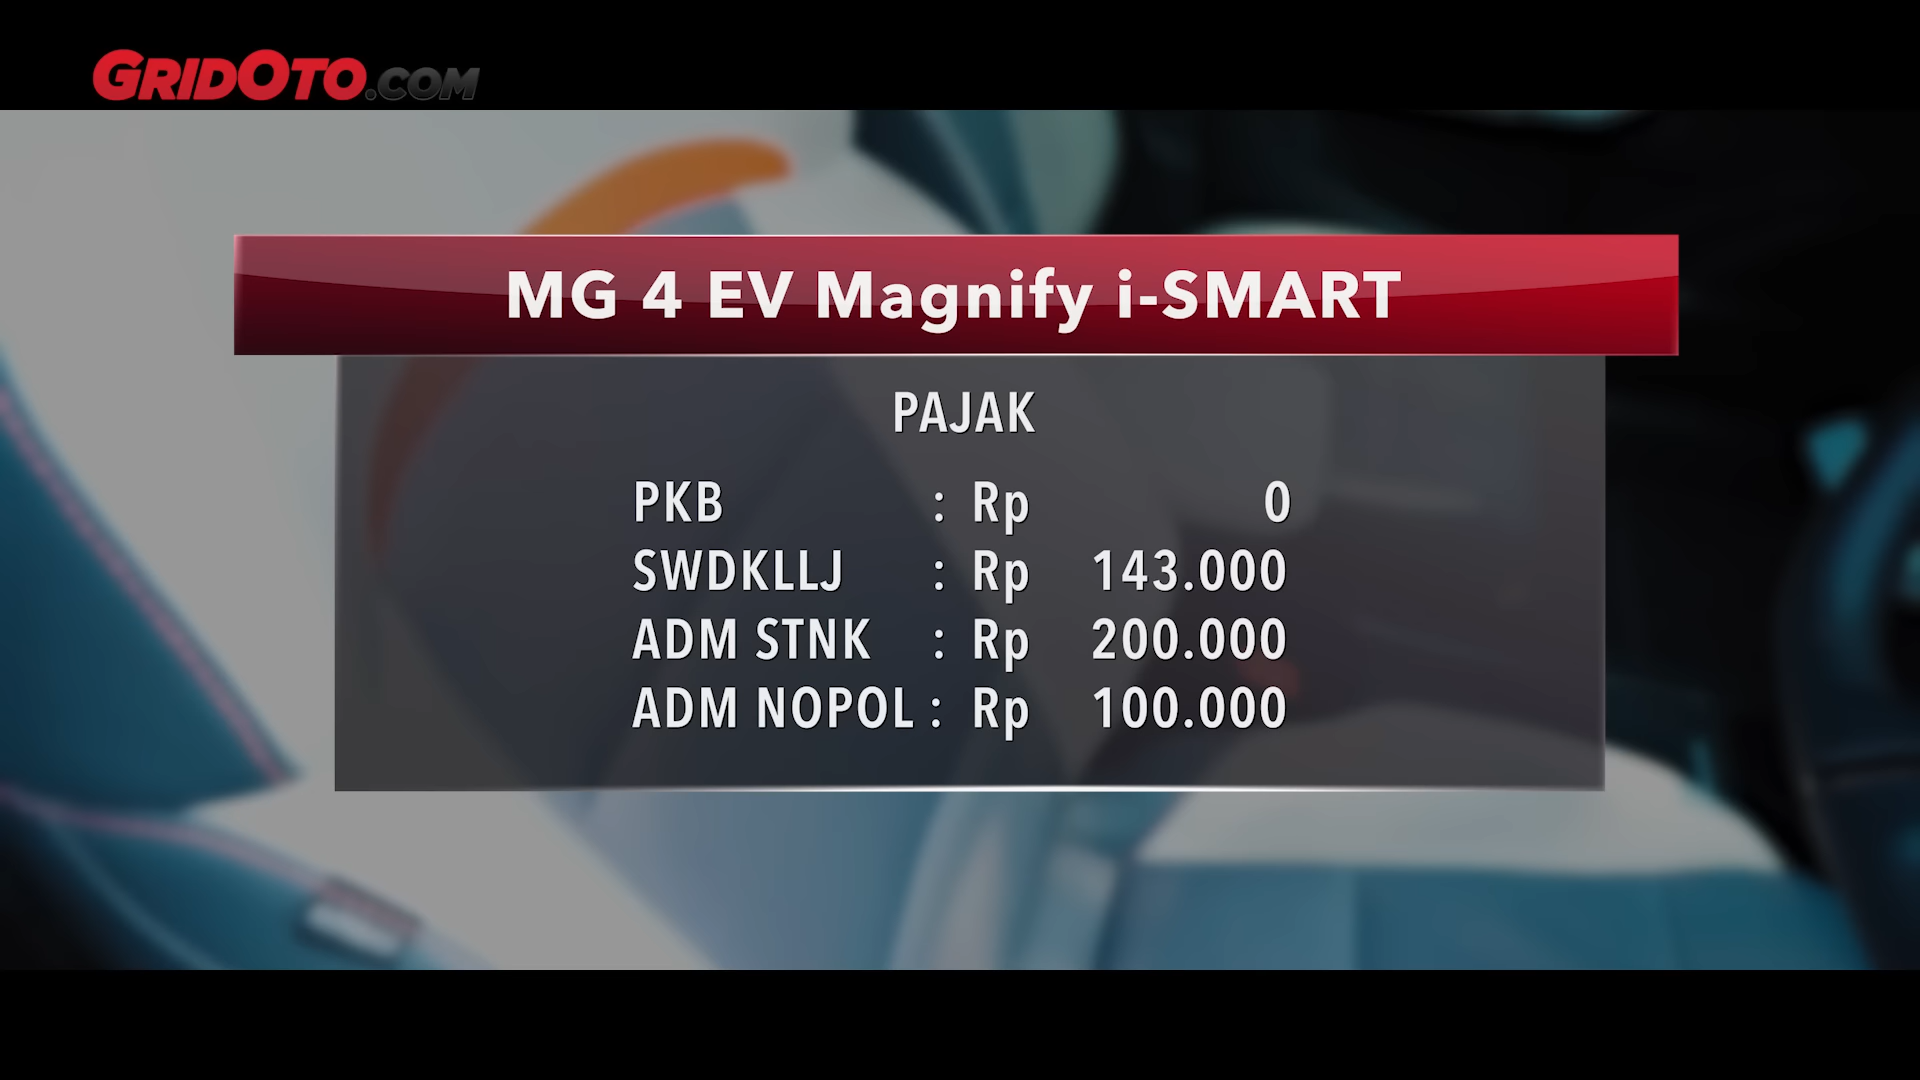 GRIDOTO.COM
MG 4 EV Magnify i-SMART
PAJAK
PKB : Rp 0
SWDKLLJ : Rp 143.000
ADM STNK : Rp 200.000
ADM NOPOL : Rp 100.000